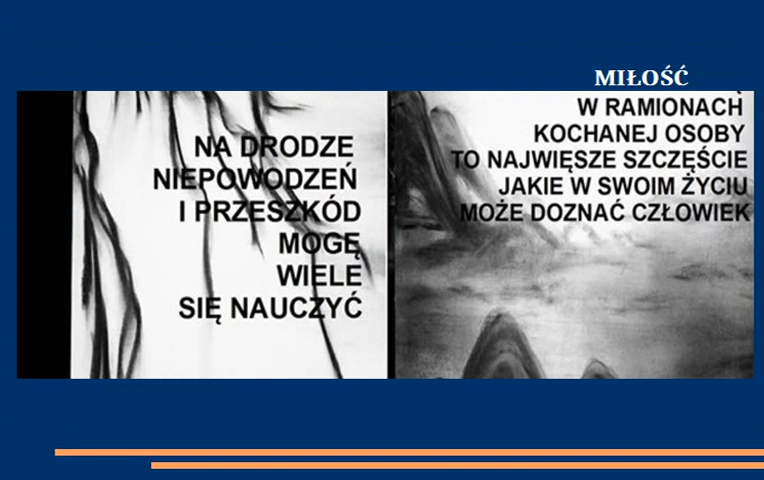 NA DRODZE
NIEPOWODZEŃ
I PRZESZKÓD
MOGĘ
WIELE
SIĘ NAUCZYĆ
MIŁOŚĆ
W RAMIONACH
KOCHANEJ OSOBY
TO NAJWIĘSZE SZCZĘŚCIE
JAKIE W SWOIM ŻYCIU
MOŻE DOZNAĆ CZŁOWIEK